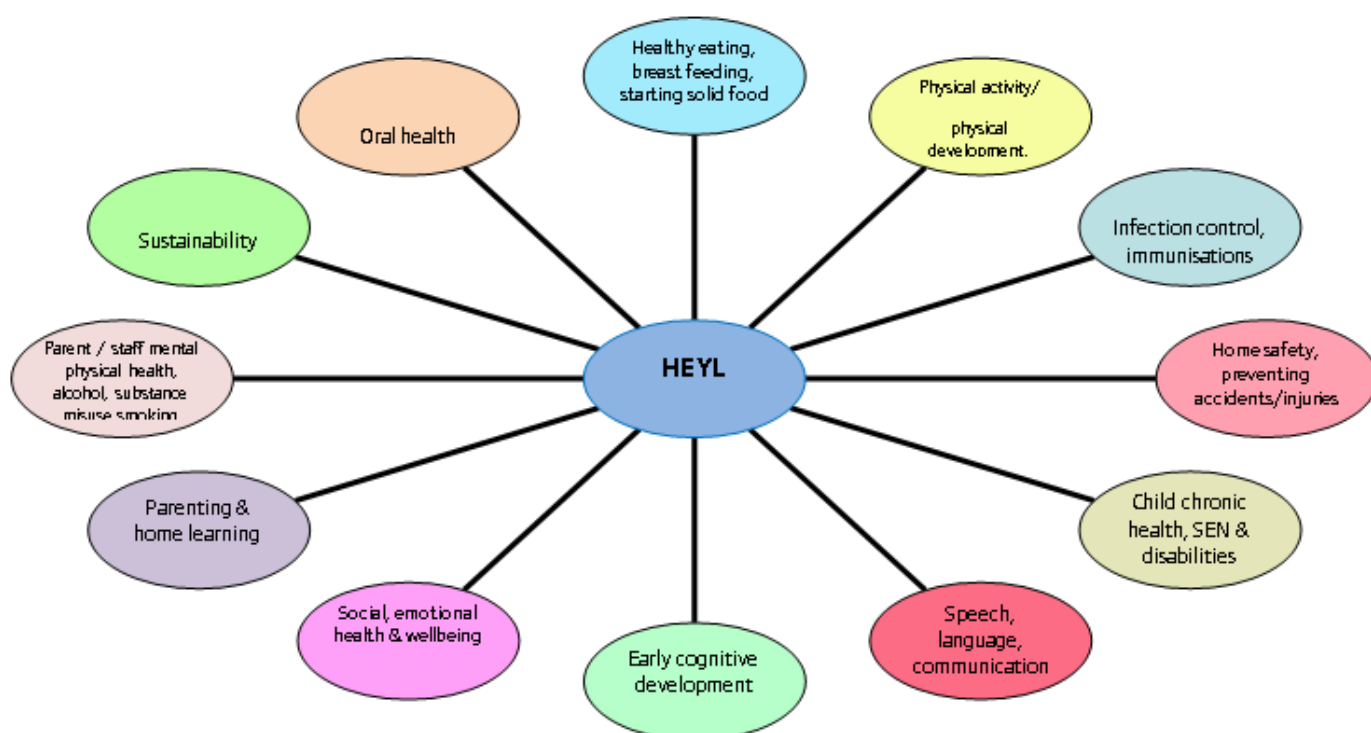 Healthy eating,
breast feeding,
starting solid food
Physical activity/
physical
development.
Infection control,
immunisations
Home safety,
preventing
accidents/injuries
Child chronic
health, SEN &
disabilities
Speech,
language,
communication
Early cognitive
development
Social, emotional
health & wellbeing
Parenting &
home learning
Parent / staff mental
physical health,
alcohol, substance
misuse smoking
Sustainability
Oral health
HEYL